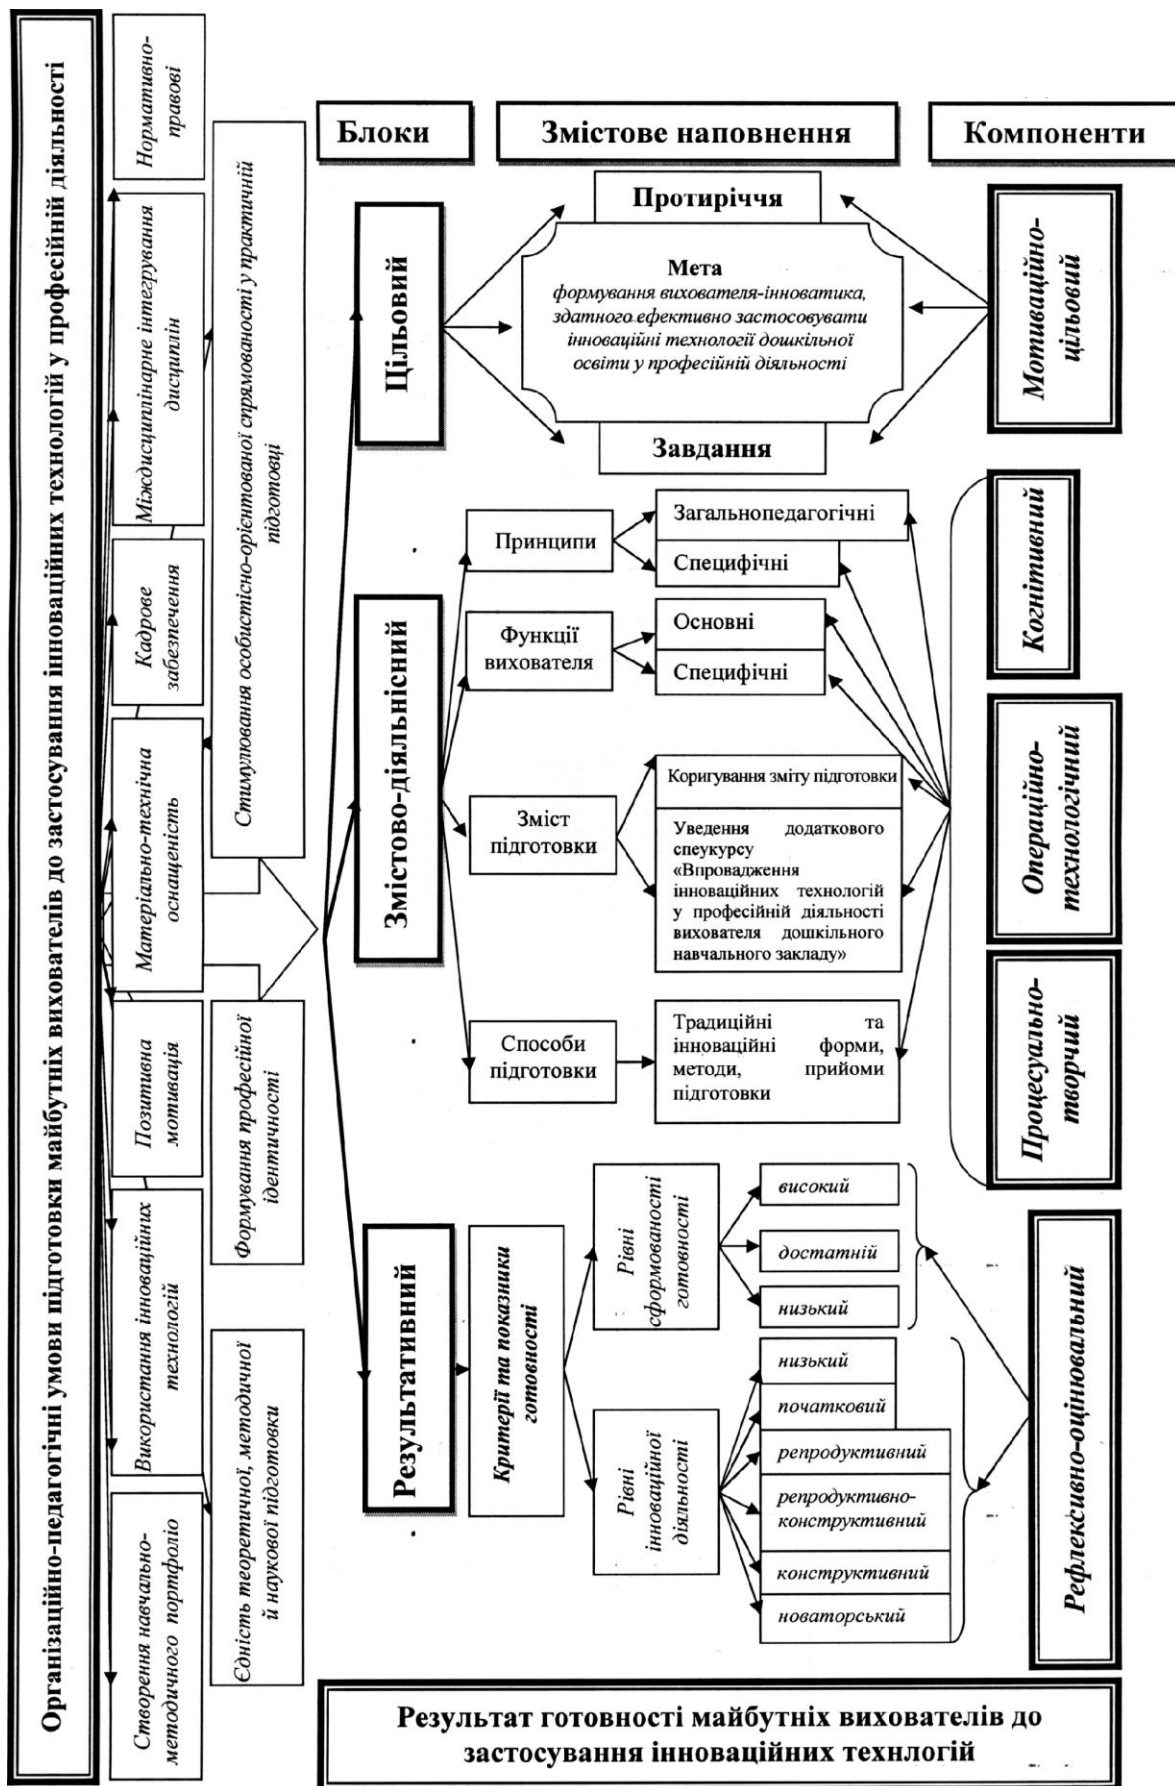 Організаційно-педагогічні умови підготовки майбутніх вихователів до застосування інноваційних технологій у професійній діяльності
Нормативно-
правові
Міждисциплінарне інтегрування
дисциплін
Кадрове
забезпечення
Матеріально-технічна
оснащеність
Позитивна
мотивація
Використання інноваційних
технологій
Створення навчально-
методичного портфоліо
Стимулювання особистісно-орієнтованої спрямованості у практичній
підготовці
Формування професійної
ідентичності
Єдність теоретичної, методичної
й наукової підготовки
Блоки
Змістове наповнення
Компоненти
Цільовий
Протиріччя
Мета
формування вихователя-інноватика,
здатного ефективно застосовувати
інноваційні технології дошкільної
освіти у професійній діяльності
Завдання
Мотиваційно-
цільовий
Змістово-діяльнісний
Принципи
Загальнопедагогічні
Специфічні
Функції
вихователя
Основні
Специфічні
Зміст
підготовки
Коригування зміту підготовки
Уведення додаткового
спеукурсу
«Впровадження
інноваційних технологій
у професійній діяльності
вихователя дошкільного
навчального закладу»
Способи
підготовки
Традиційні та
інноваційні форми,
методи, прийоми
підготовки
Когнітивний
Операційно-
технологічний
Процесуально-
творчий
Результативний
Критерії та показники
готовності
Рівні
сформованості
готовності
високий
достатній
низький
Рівні
інноваційної
діяльності
низький
початковий
репродуктивний
репродуктивно-
конструктивний
конструктивний
новаторський
Рефлексивно-оцінювальний
Результат готовності майбутніх вихователів до
застосування інноваційних технлогій